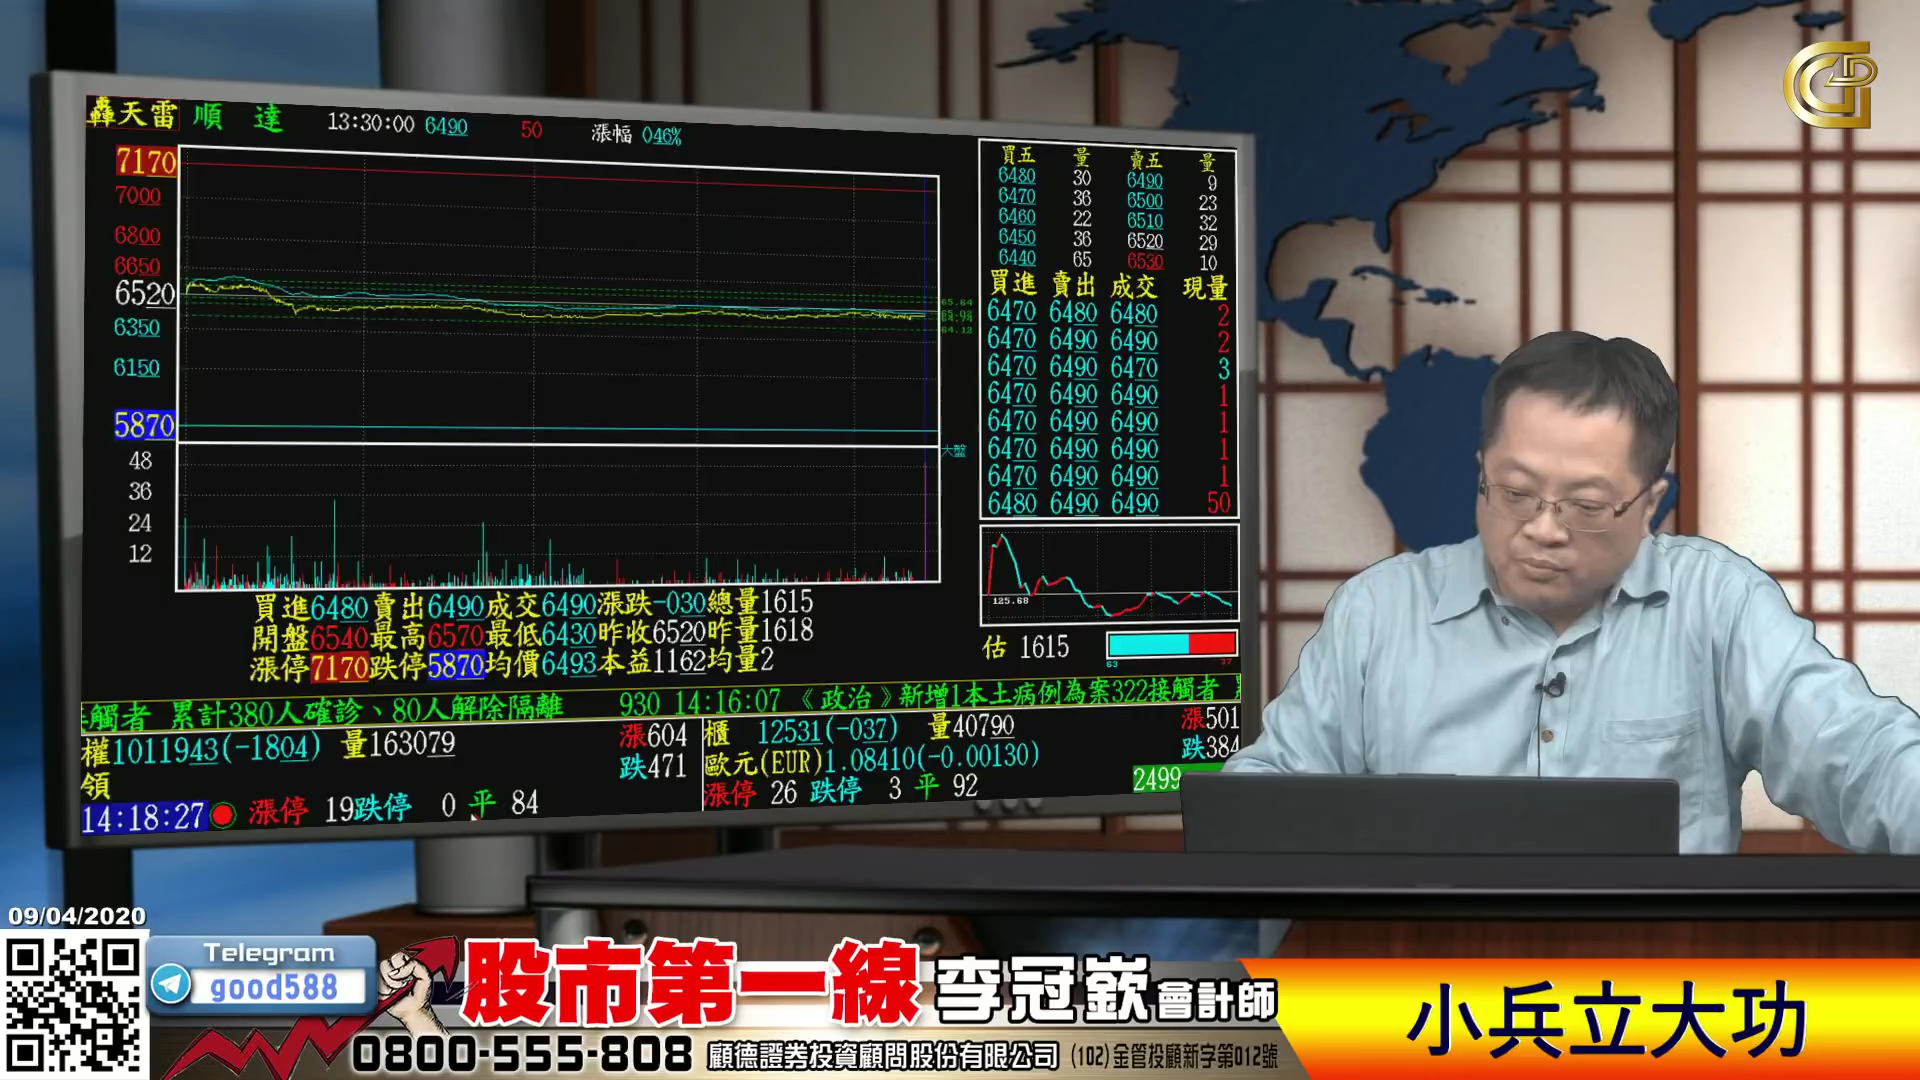 轟天雷 順達 13:30:00 6490 50 漲幅 046%
7170
7000
6800
6650
6520
6350
6150
5870
48
36
24
12
65.64
64.12
大盤
買五 量 賣五 量
6480 30 6490 9
6470 36 6500 23
6460 22 6510 32
6450 36 6520 29
6440 65 6530 10
買進 賣出 成交 現量
6470 6480 6480 2
6470 6490 6490 2
6470 6490 6470 3
6470 6490 6490 1
6470 6490 6490 1
6470 6490 6490 1
6470 6490 6490 1
6480 6490 6490 50
125.68
估 1615
63 37
買進6480賣出6490成交6490漲跌-030總量1615
開盤6540最高6570最低6430昨收6520昨量1618
漲停7170跌停5870均價6493本益1162均量2
觸者 累計380人確診、80人解除隔離 930 14:16:07 《政治》新增1本土病例為案322接觸者
權1011943(-1804) 量163079 漲604
跌471
領
14:18:27 漲停 19跌停 0 平 84
櫃 12531(-037) 量40790 漲501
歐元(EUR)1.08410(-0.00130) 跌384
漲停 26 跌停 3 平 92 2499
09/04/2020
Telegram
good588
股市第一線 李冠嶔會計師
0800-555-808 顧德證券投資顧問股份有限公司 (102)金管投顧新字第012號
小兵立大功